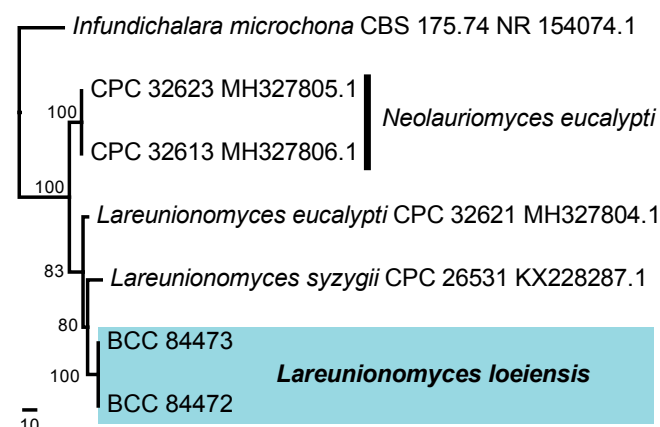 Infundichalara microchona CBS 175.74 NR 154074.1
CPC 32623 MH327805.1
100
Neolauriomyces eucalypti
CPC 32613 MH327806.1
100
Lareunionomyces eucalypti CPC 32621 MH327804.1
83
Lareunionomyces syzygii CPC 26531 KX228287.1
80
BCC 84473
100
Lareunionomyces loeiensis
BCC 84472
10